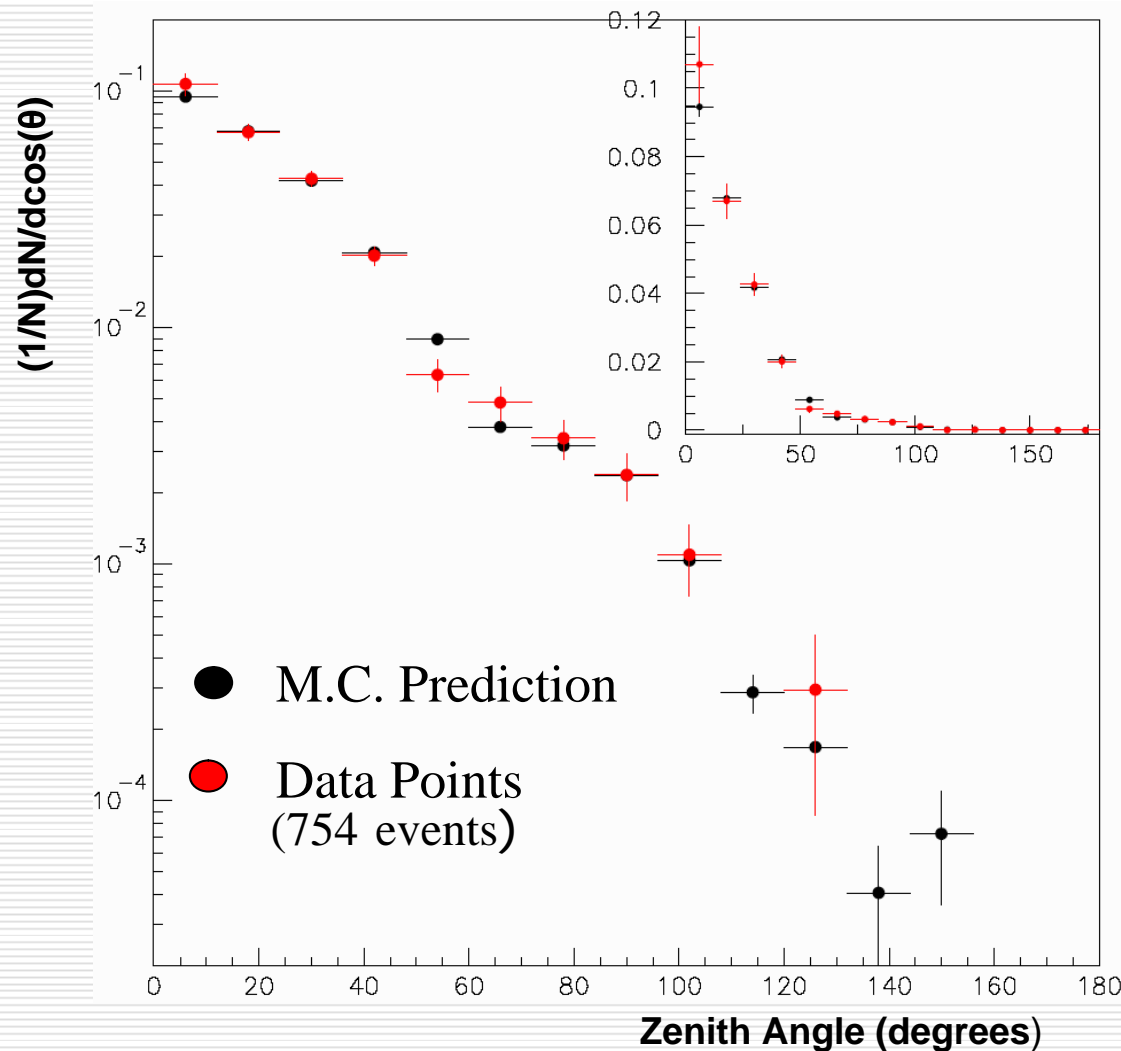 (1/N)dN/dcos(θ)
10⁻¹
10⁻²
10⁻³
10⁻⁴
0.12
0.1
0.08
0.06
0.04
0.02
0
0 50 100 150
M.C. Prediction
Data Points
(754 events)
0 20 40 60 80 100 120 140 160 180
Zenith Angle (degrees)